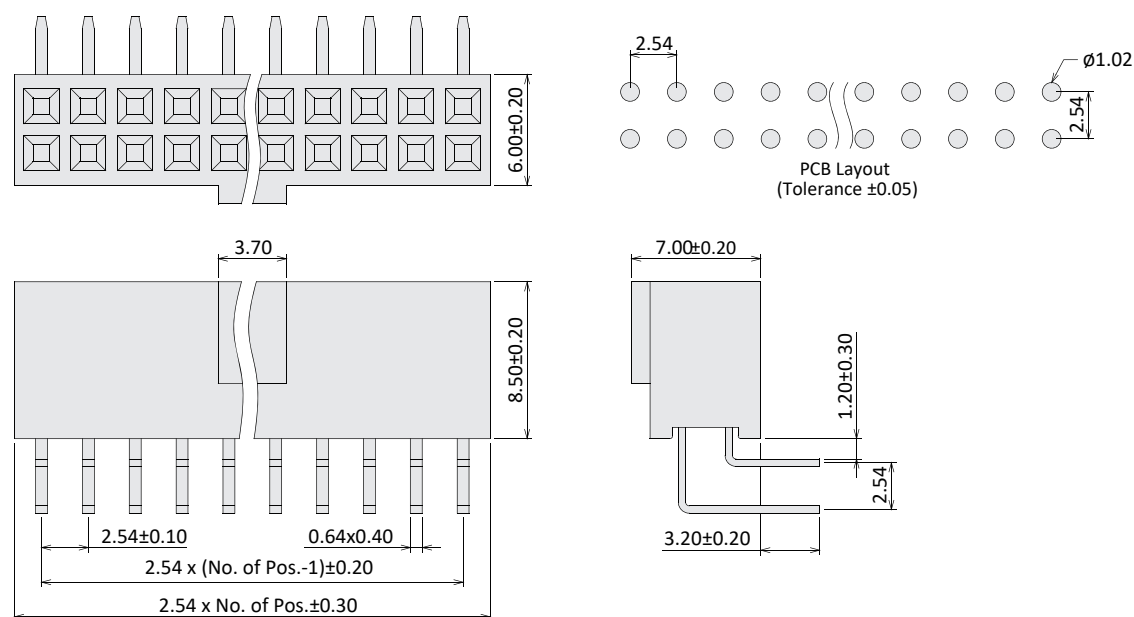 6.00±0.20
2.54
ø1.02
2.54
PCB Layout
(Tolerance ±0.05)
3.70
8.50±0.20
7.00±0.20
1.20±0.30
2.54
3.20±0.20
2.54±0.10
0.64x0.40
2.54 x (No. of Pos.-1)±0.20
2.54 x No. of Pos.±0.30